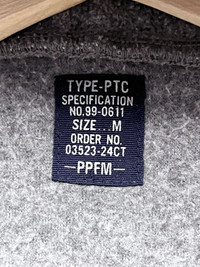 TYPE-PTC
SPECIFICATION
NO.99-0611
SIZE...M
ORDER NO.
03523-24CT
—PPFM—